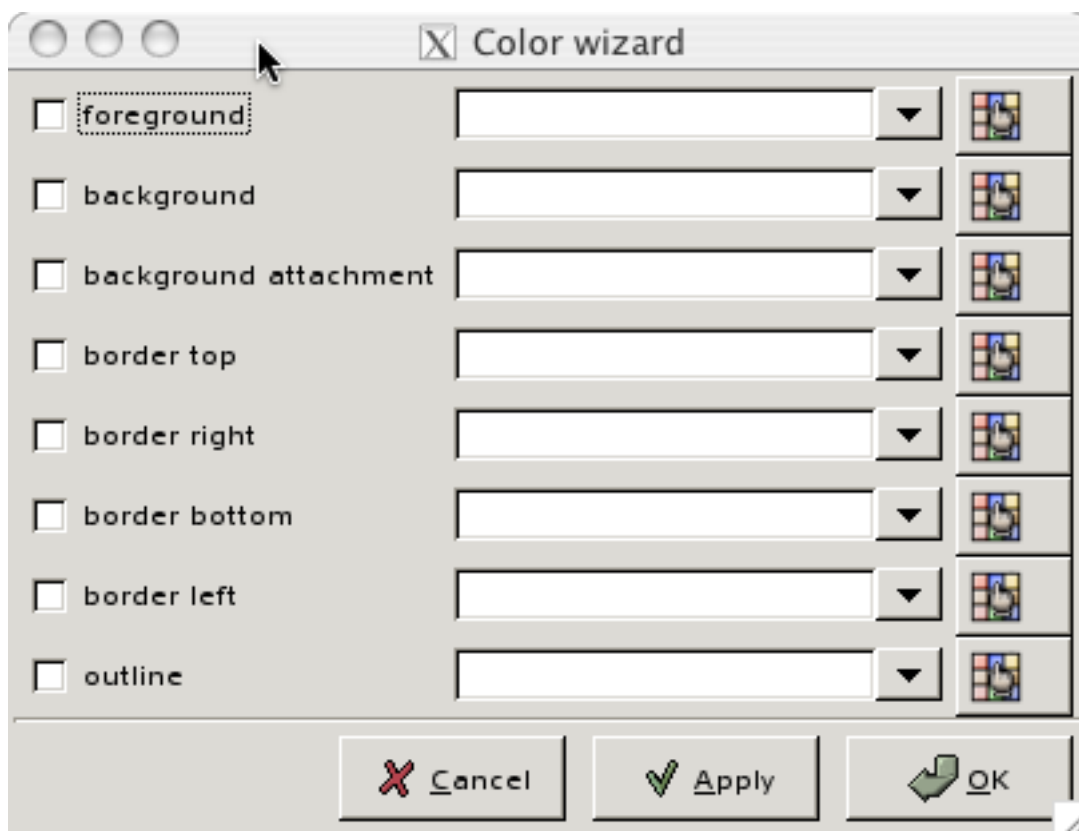 Color wizard
foreground
background
background attachment
border top
border right
border bottom
border left
outline
Cancel Apply OK